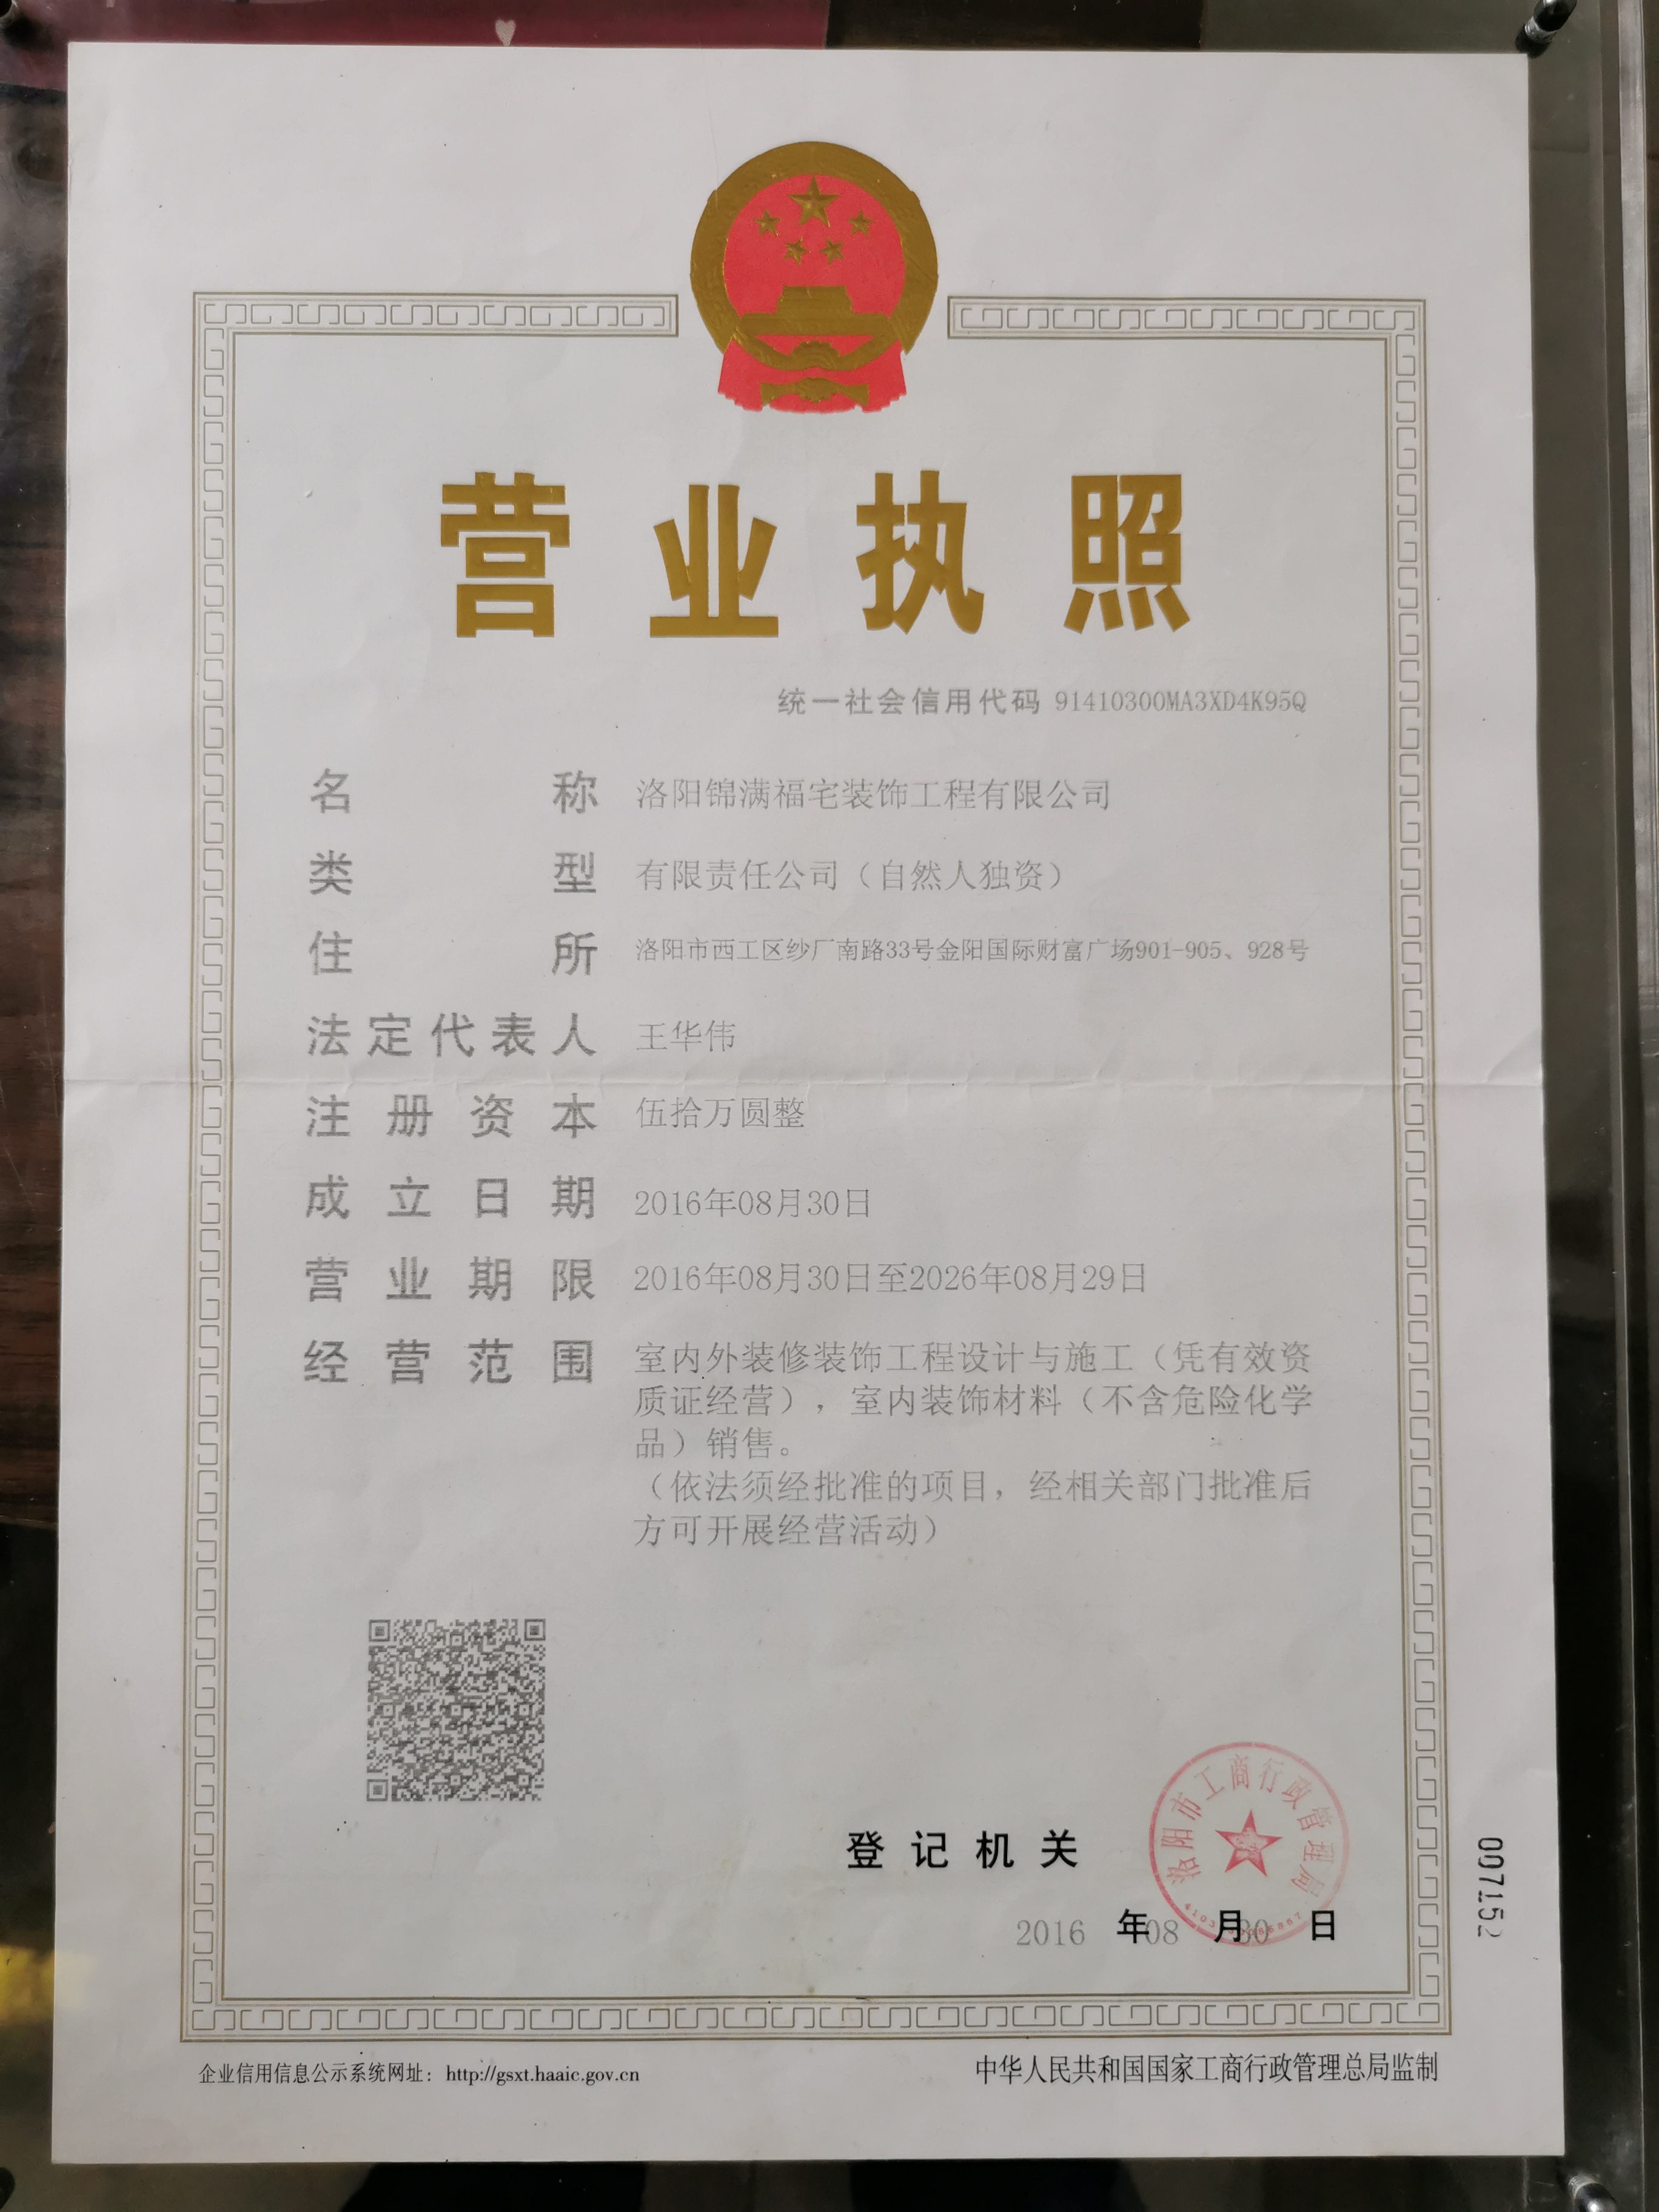 营业执照
统一社会信用代码 91410300MA3XD4K95Q
名称 洛阳锦满福宅装饰工程有限公司
类型 有限责任公司（自然人独资）
住所 洛阳市西工区纱厂南路33号金阳国际财富广场901-905、928号
法定代表人 王华伟
注册资本 伍拾万圆整
成立日期 2016年08月30日
营业期限 2016年08月30日至2026年08月29日
经营范围 室内外装修装饰工程设计与施工（凭有效资
质证经营），室内装饰材料（不含危险化学
品）销售。
（依法须经批准的项目，经相关部门批准后
方可开展经营活动）
登记机关
洛阳市工商行政管理局
2016 年 08 月 30 日
007152
企业信用信息公示系统网址：http://gsxt.haaic.gov.cn
中华人民共和国国家工商行政管理总局监制